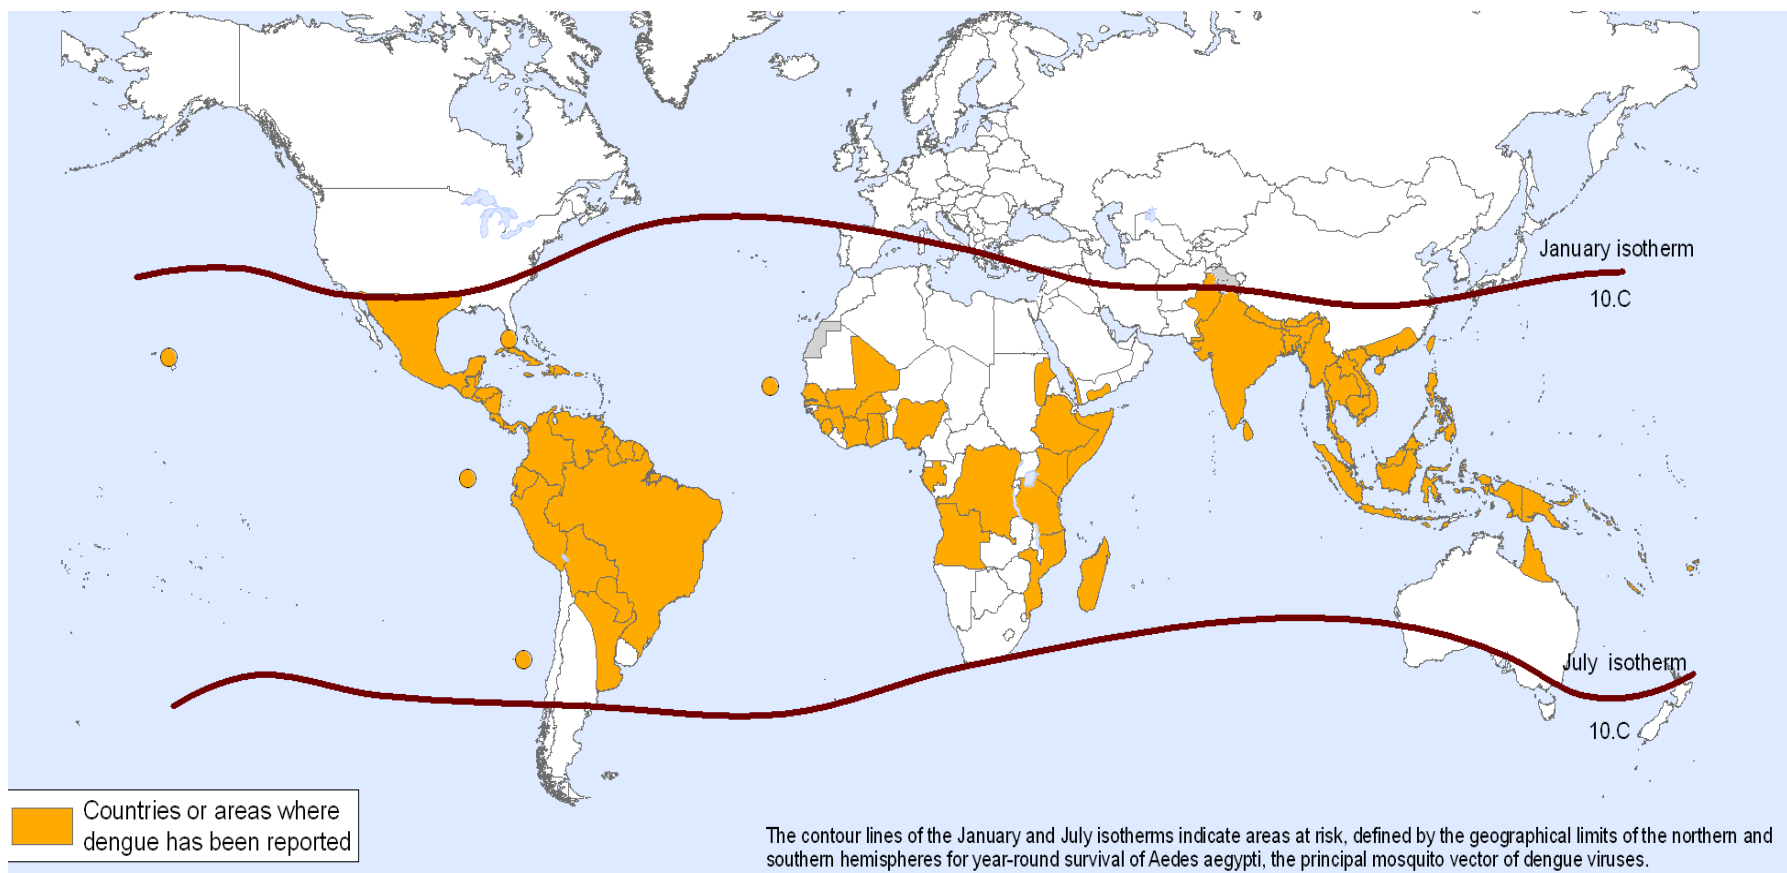 January isotherm
10.C
July isotherm
10.C
Countries or areas where
dengue has been reported
The contour lines of the January and July isotherms indicate areas at risk, defined by the geographical limits of the northern and
southern hemispheres for year-round survival of Aedes aegypti, the principal mosquito vector of dengue viruses.